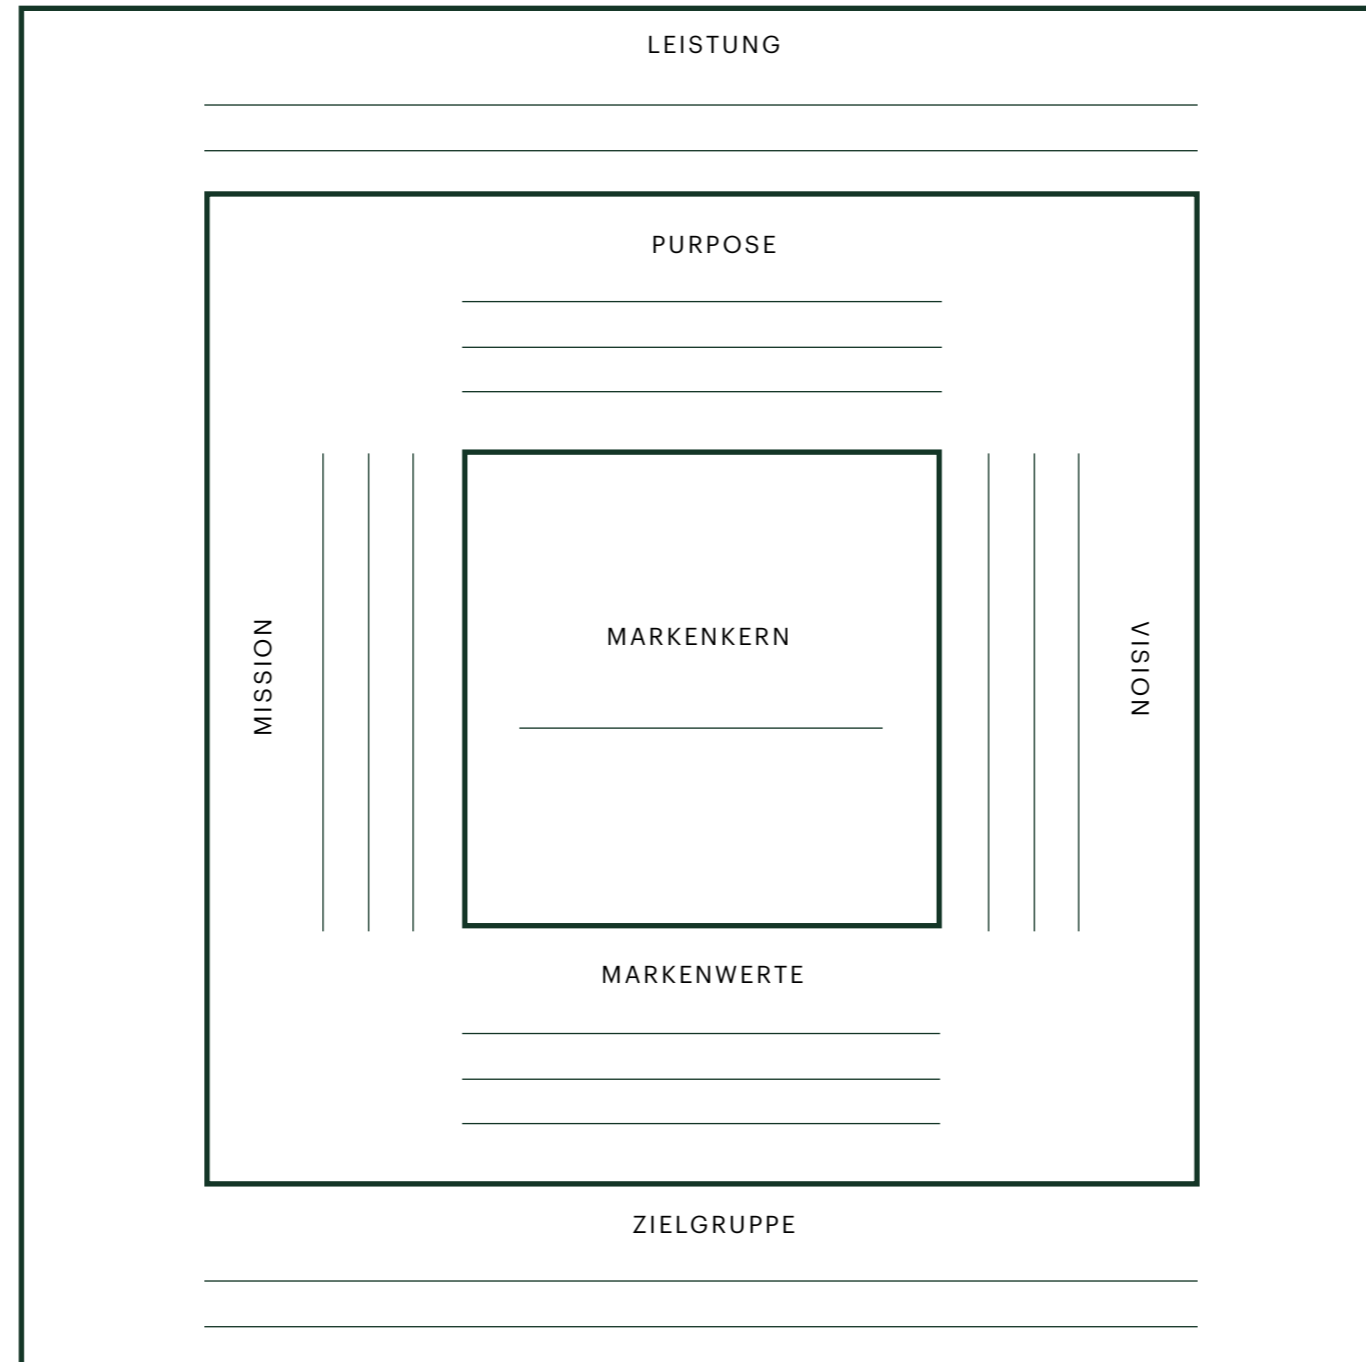 LEISTUNG
PURPOSE
MISSION
MARKENKERN
VISION
MARKENWERTE
ZIELGRUPPE